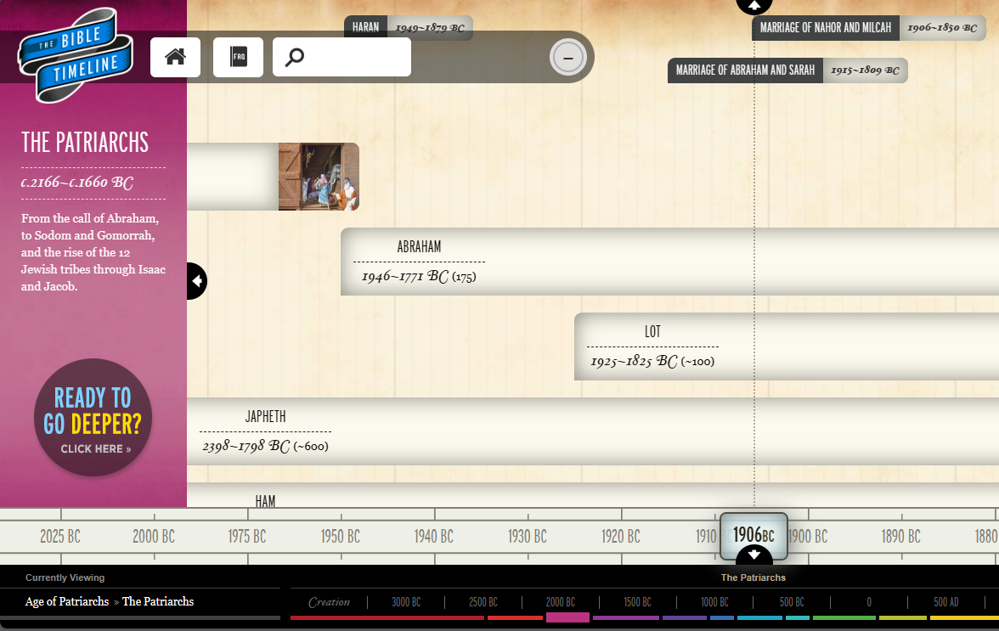 THE BIBLE
TIMELINE
FAQ
HARAN 1949–1879 BC
MARRIAGE OF NAHOR AND MILCAH 1906–1850 BC
MARRIAGE OF ABRAHAM AND SARAH 1915–1809 BC
THE PATRIARCHS
c.2166–c.1660 BC
From the call of Abraham,
to Sodom and Gomorrah,
and the rise of the 12
Jewish tribes through Isaac
and Jacob.
READY TO
GO DEEPER?
CLICK HERE »
ABRAHAM
1946–1771 BC (175)
LOT
1925–1825 BC (~100)
JAPHETH
2398–1798 BC (~600)
HAM
2025 BC 2000 BC 1975 BC 1950 BC 1940 BC 1930 BC 1920 BC 1910 1906BC 1900 BC 1890 BC 1880
Currently Viewing
The Patriarchs
Age of Patriarchs » The Patriarchs
Creation 3000 BC 2500 BC 2000 BC 1500 BC 1000 BC 500 BC 0 500 AD